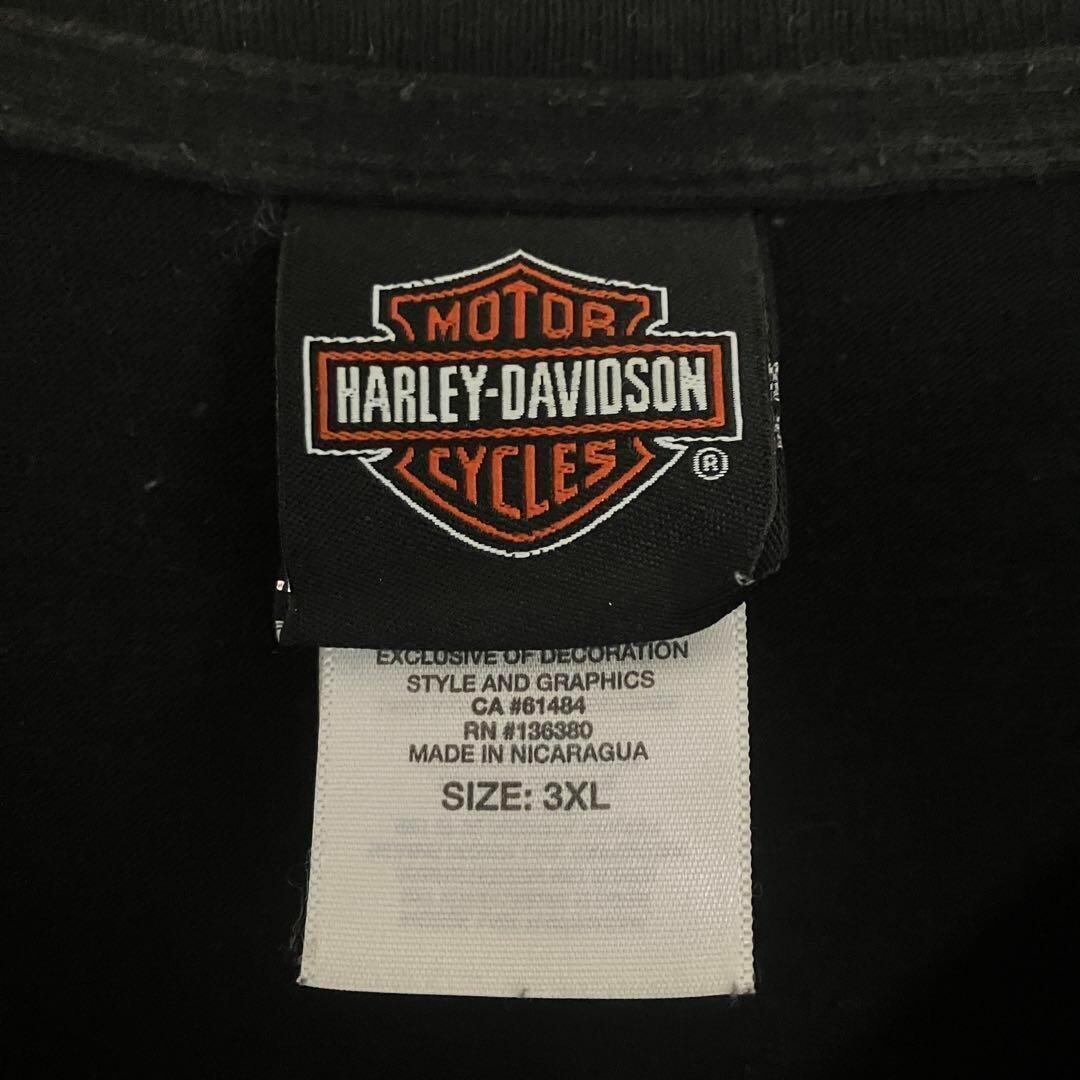 MOTOR
HARLEY-DAVIDSON
CYCLES
®
EXCLUSIVE OF DECORATION
STYLE AND GRAPHICS
CA #61484
RN #136380
MADE IN NICARAGUA
SIZE: 3XL